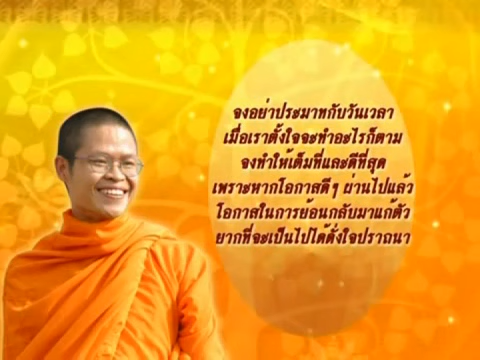 จงอย่าประมาทกับวันเวลา
เมื่อเราตั้งใจจะทำอะไรก็ตาม
จงทำให้เต็มที่และดีที่สุด
เพราะหากโอกาสดีๆ ผ่านไปแล้ว
โอกาสในการย้อนกลับมาแก้ตัว
ยากที่จะเป็นไปได้ดั่งใจปรารถนา